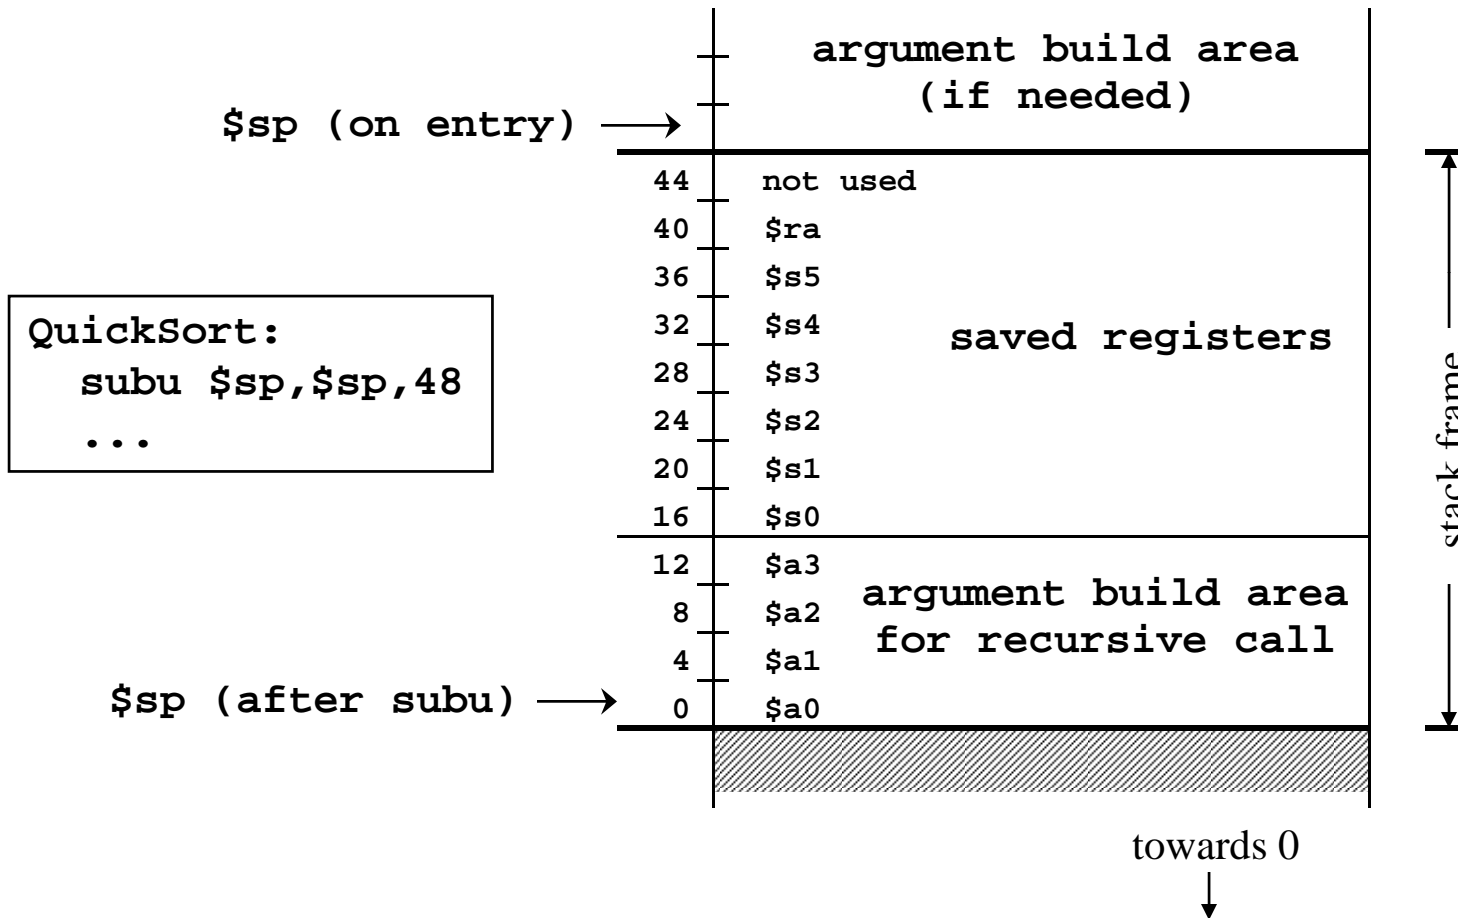 argument build area
(if needed)
$sp (on entry)
44 not used
40 $ra
36 $s5
32 $s4
28 $s3
24 $s2
20 $s1
16 $s0
saved registers
QuickSort:
subu $sp,$sp,48
...
12 $a3
8 $a2
4 $a1
0 $a0
argument build area
for recursive call
$sp (after subu)
stack frame
towards 0